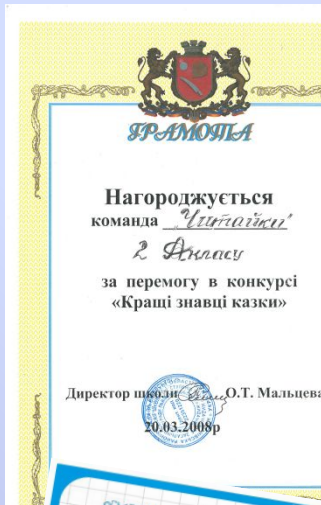 ГРАМОТА
Нагороджується
команда "Читайки"
2 А класу
за перемогу в конкурсі
«Кращі знавці казки»
Директор школи О.Т. Мальцева
20.03.2008р